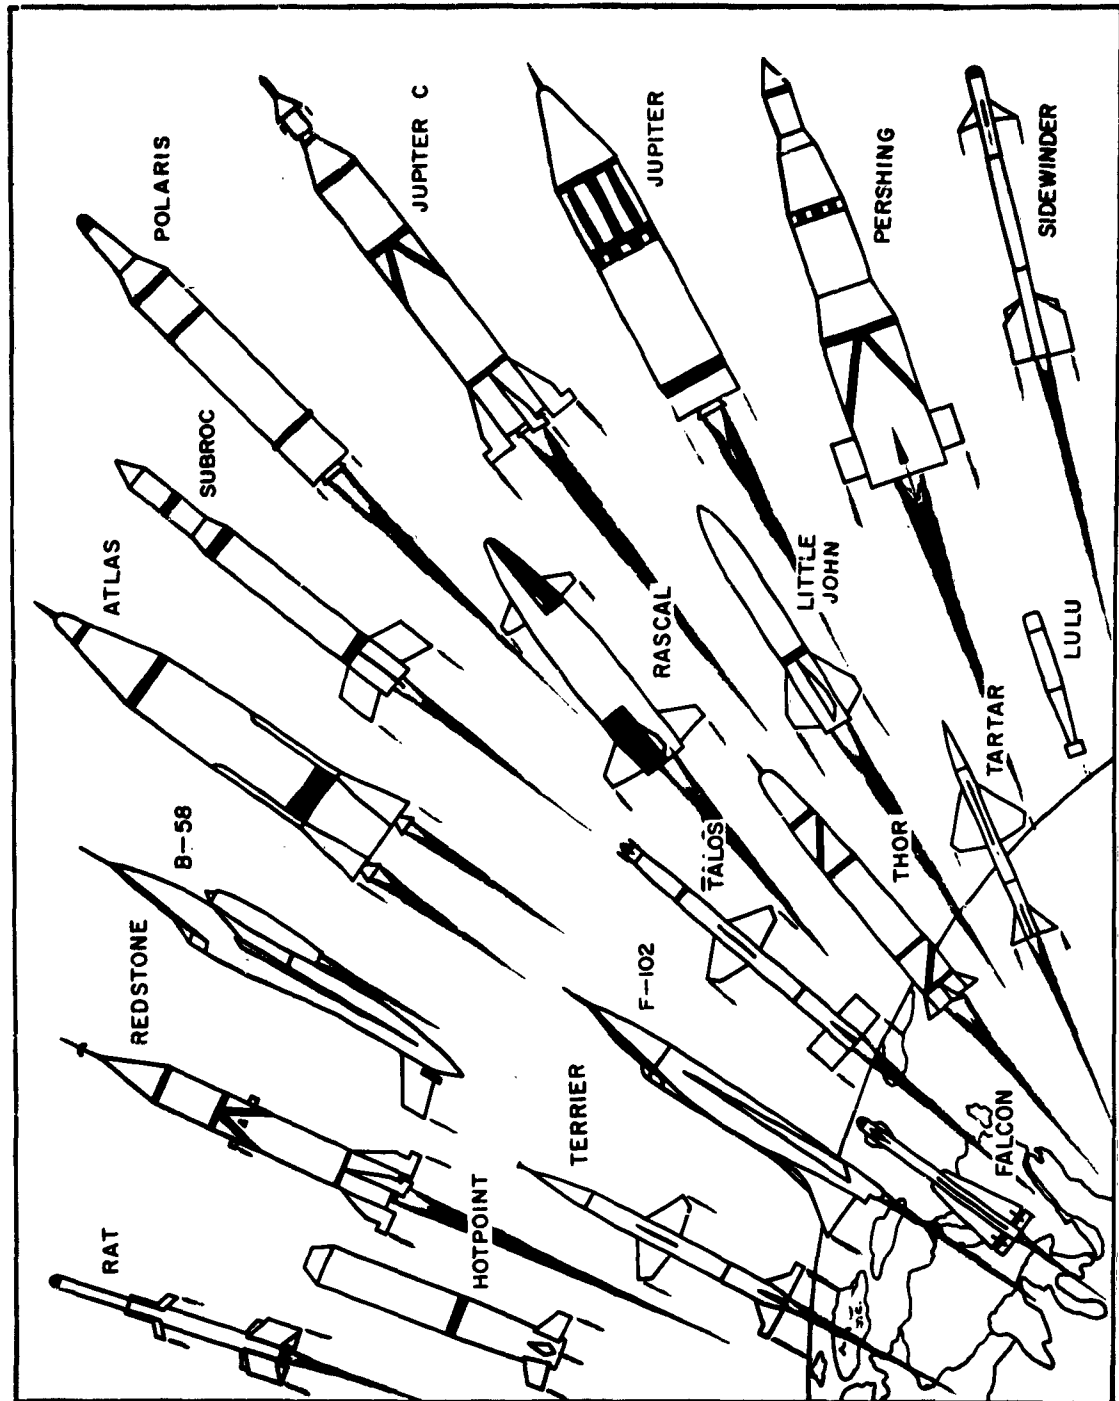 RAT
REDSTONE
B-58
ATLAS
SUBROC
POLARIS
JUPITER C
JUPITER
PERSHING
SIDEWINDER
HOTPOINT
TERRIER
F-102
TALOS
RASCAL
LITTLE
JOHN
THOR
TARTAR
LULU
FALCON